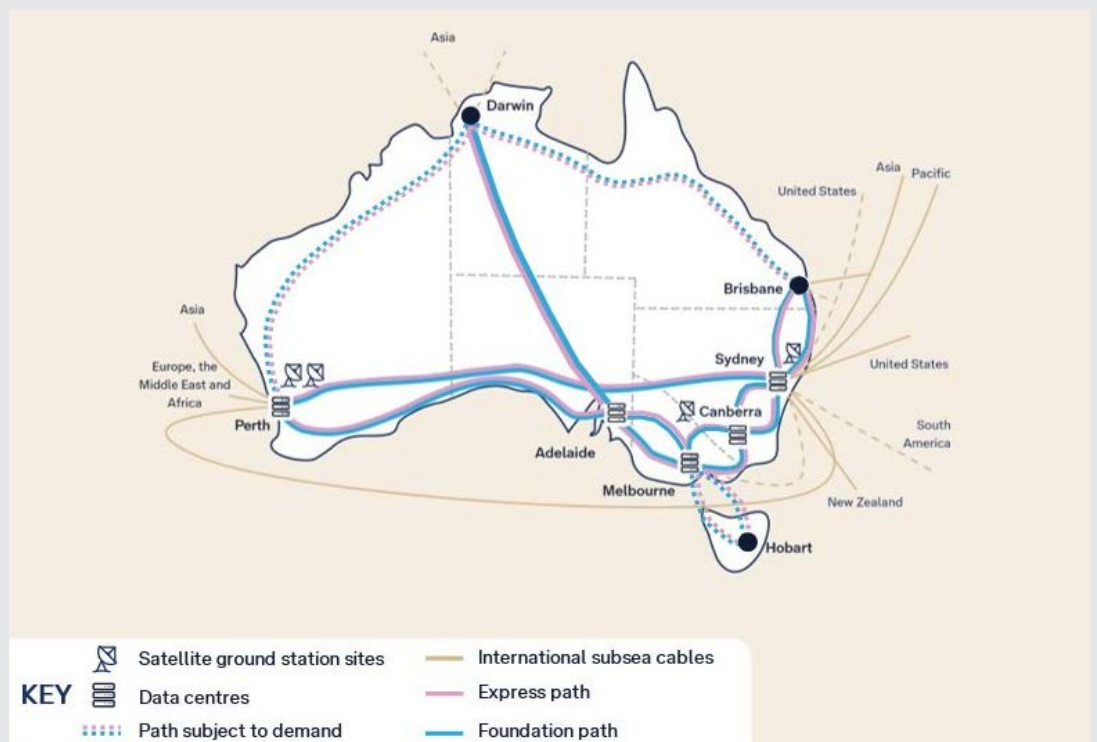 Asia
Darwin
Asia
Pacific
United States
Brisbane
Asia
Sydney
Europe, the
Middle East and
Africa
United States
Perth
Canberra
Adelaide
South
America
Melbourne
New Zealand
Hobart
KEY
Satellite ground station sites
Data centres
Path subject to demand
International subsea cables
Express path
Foundation path